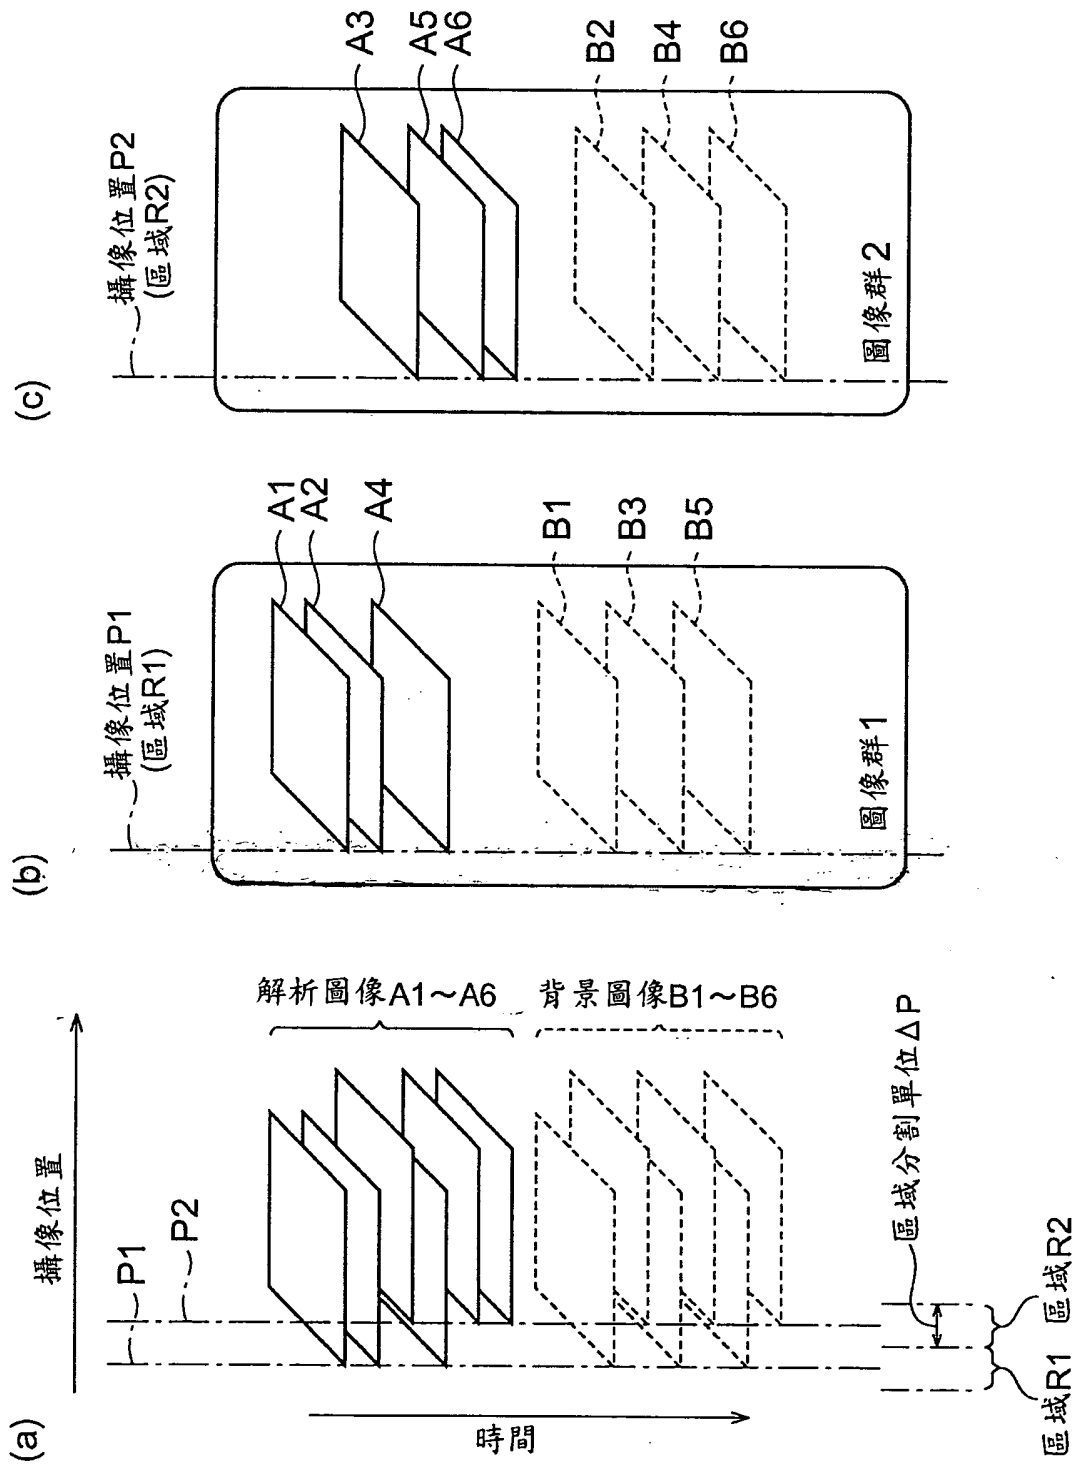 (a)
攝像位置
P1
P2
解析圖像A1～A6
背景圖像B1～B6
時間
區域分割單位ΔP
區域R1
區域R2
(b)
攝像位置P1
(區域R1)
A1
A2
A4
B1
B3
B5
圖像群1
(c)
攝像位置P2
(區域R2)
A3
A5
A6
B2
B4
B6
圖像群2